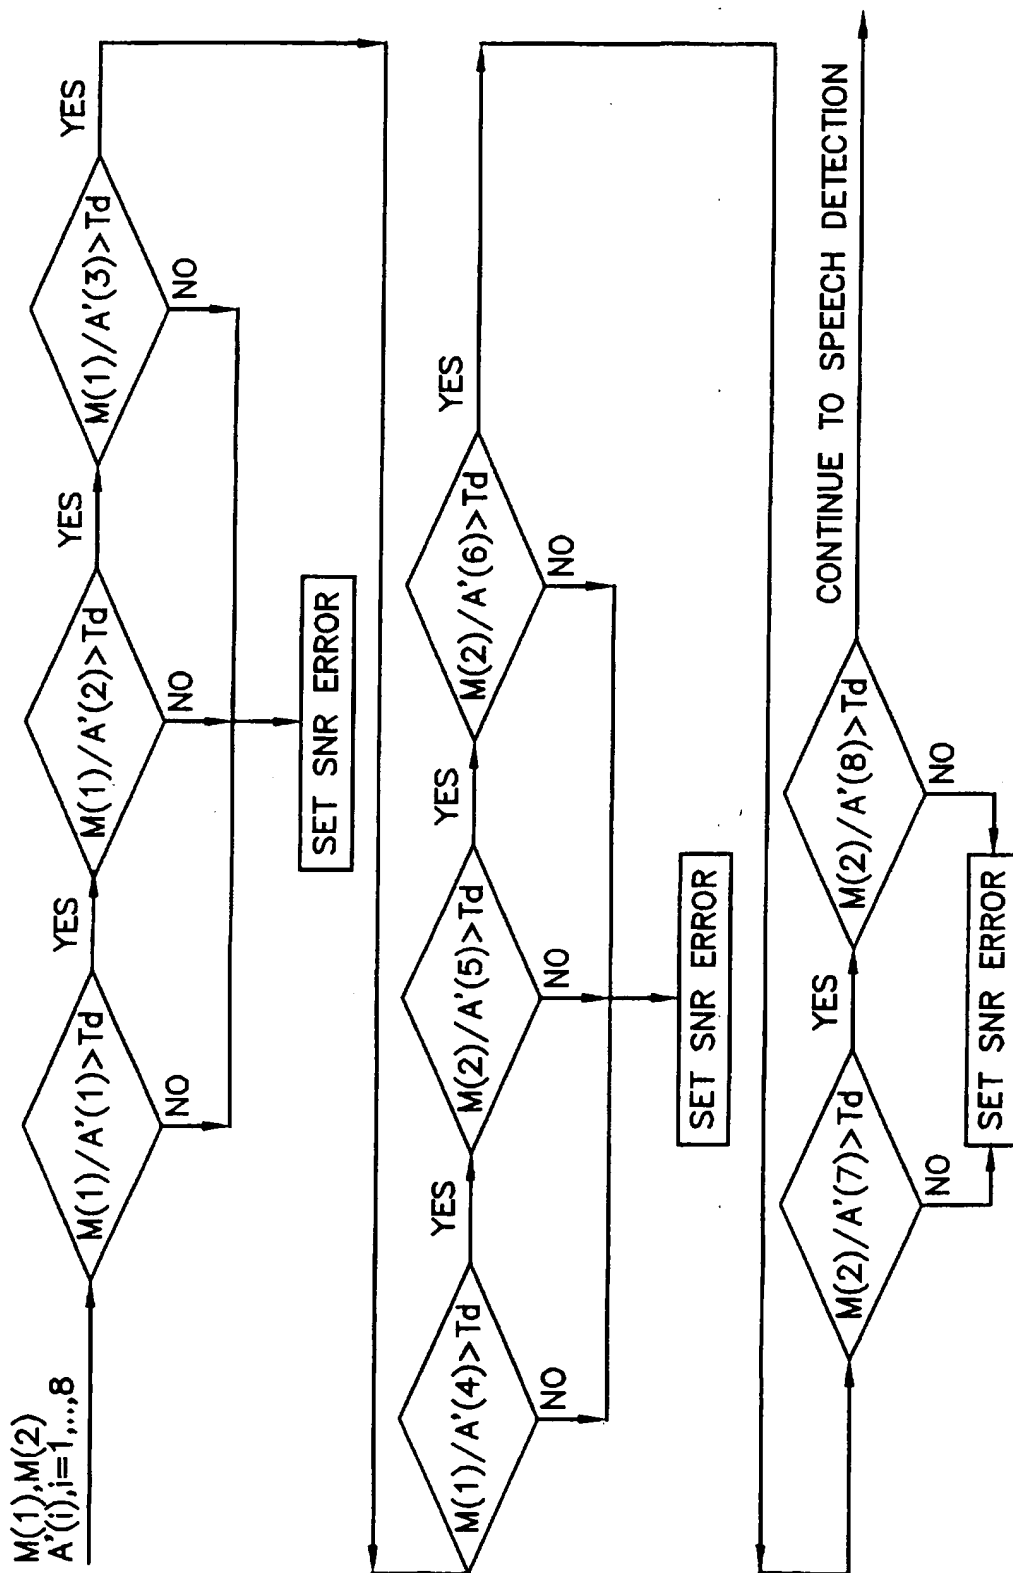 M(1),M(2)
A'(i),i=1,..,8
M(1)/A'(1)>Td
YES
NO
M(1)/A'(2)>Td
YES
NO
M(1)/A'(3)>Td
YES
NO
SET SNR ERROR
M(1)/A'(4)>Td
YES
NO
M(2)/A'(5)>Td
YES
NO
M(2)/A'(6)>Td
YES
NO
SET SNR ERROR
M(2)/A'(7)>Td
YES
NO
M(2)/A'(8)>Td
NO
CONTINUE TO SPEECH DETECTION
SET SNR ERROR